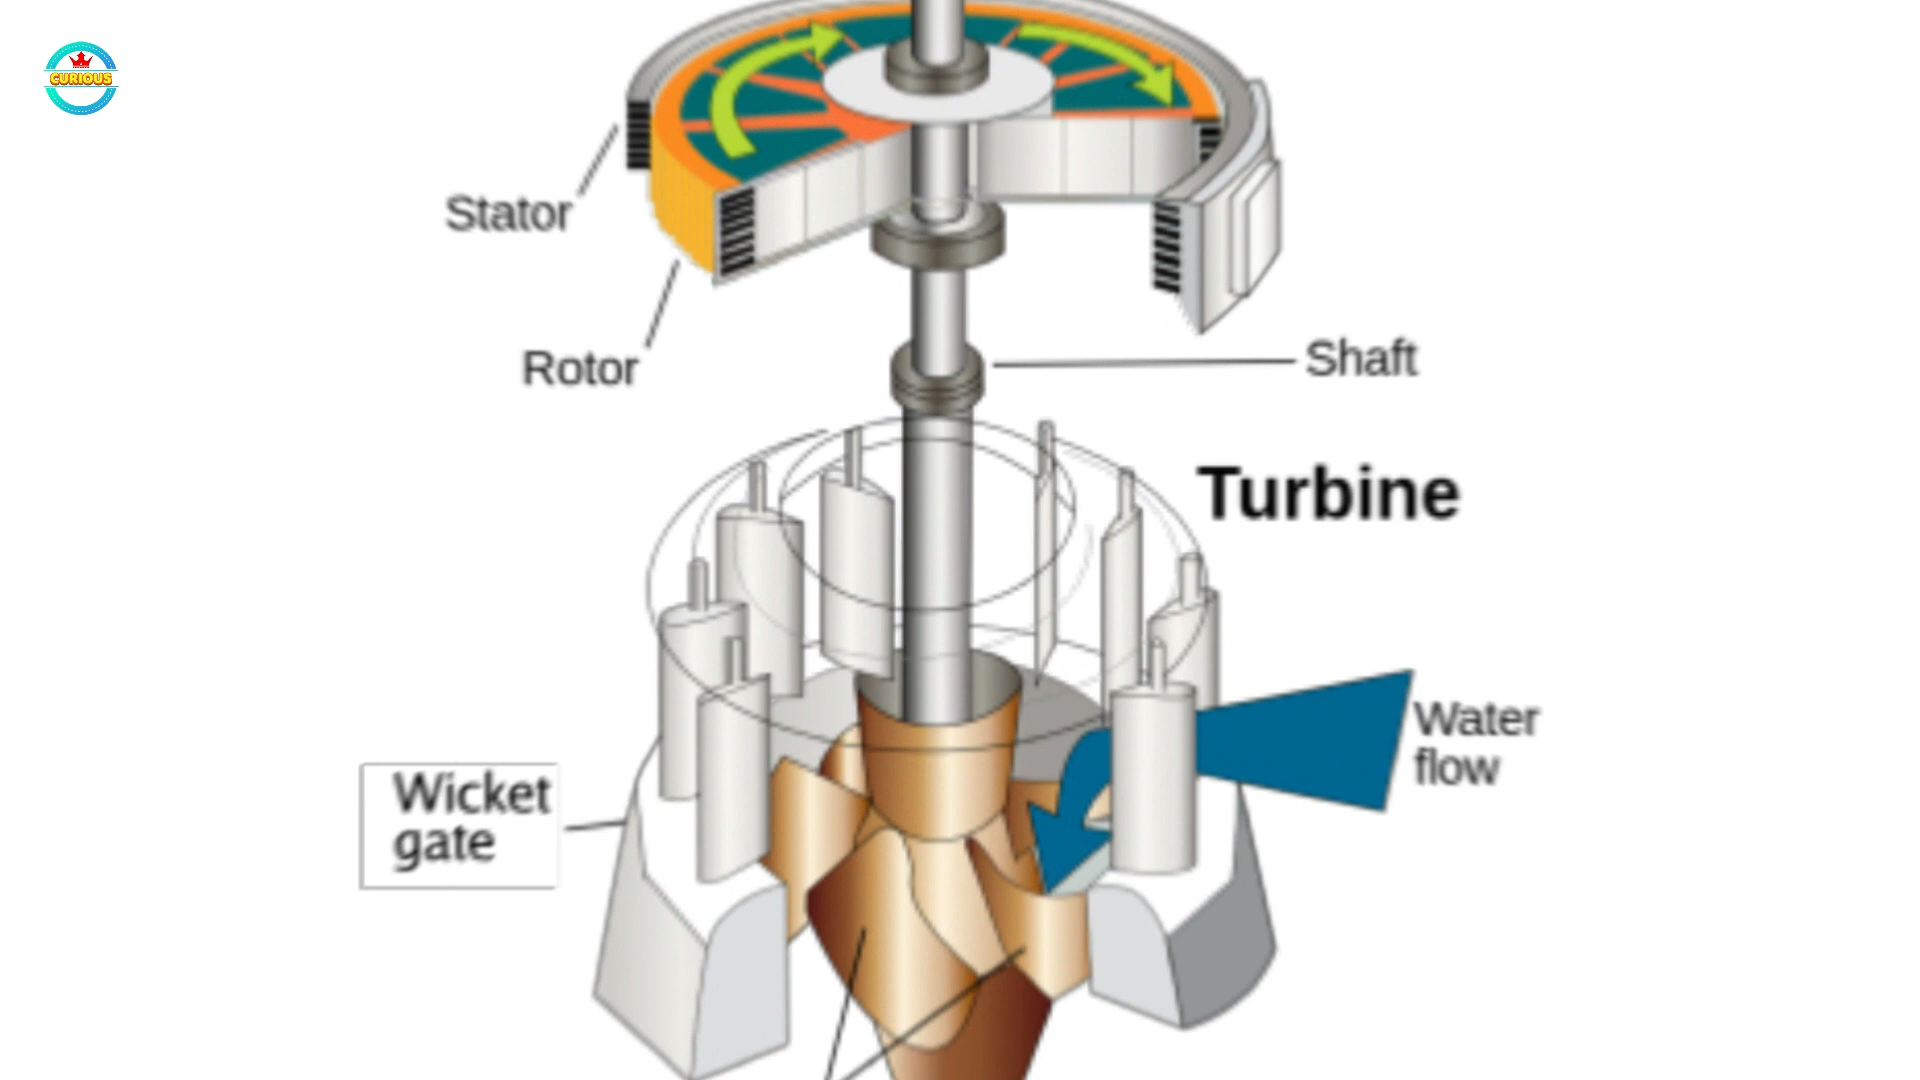 CURIOUS
Stator
Rotor
Shaft
Turbine
Water
flow
Wicket
gate